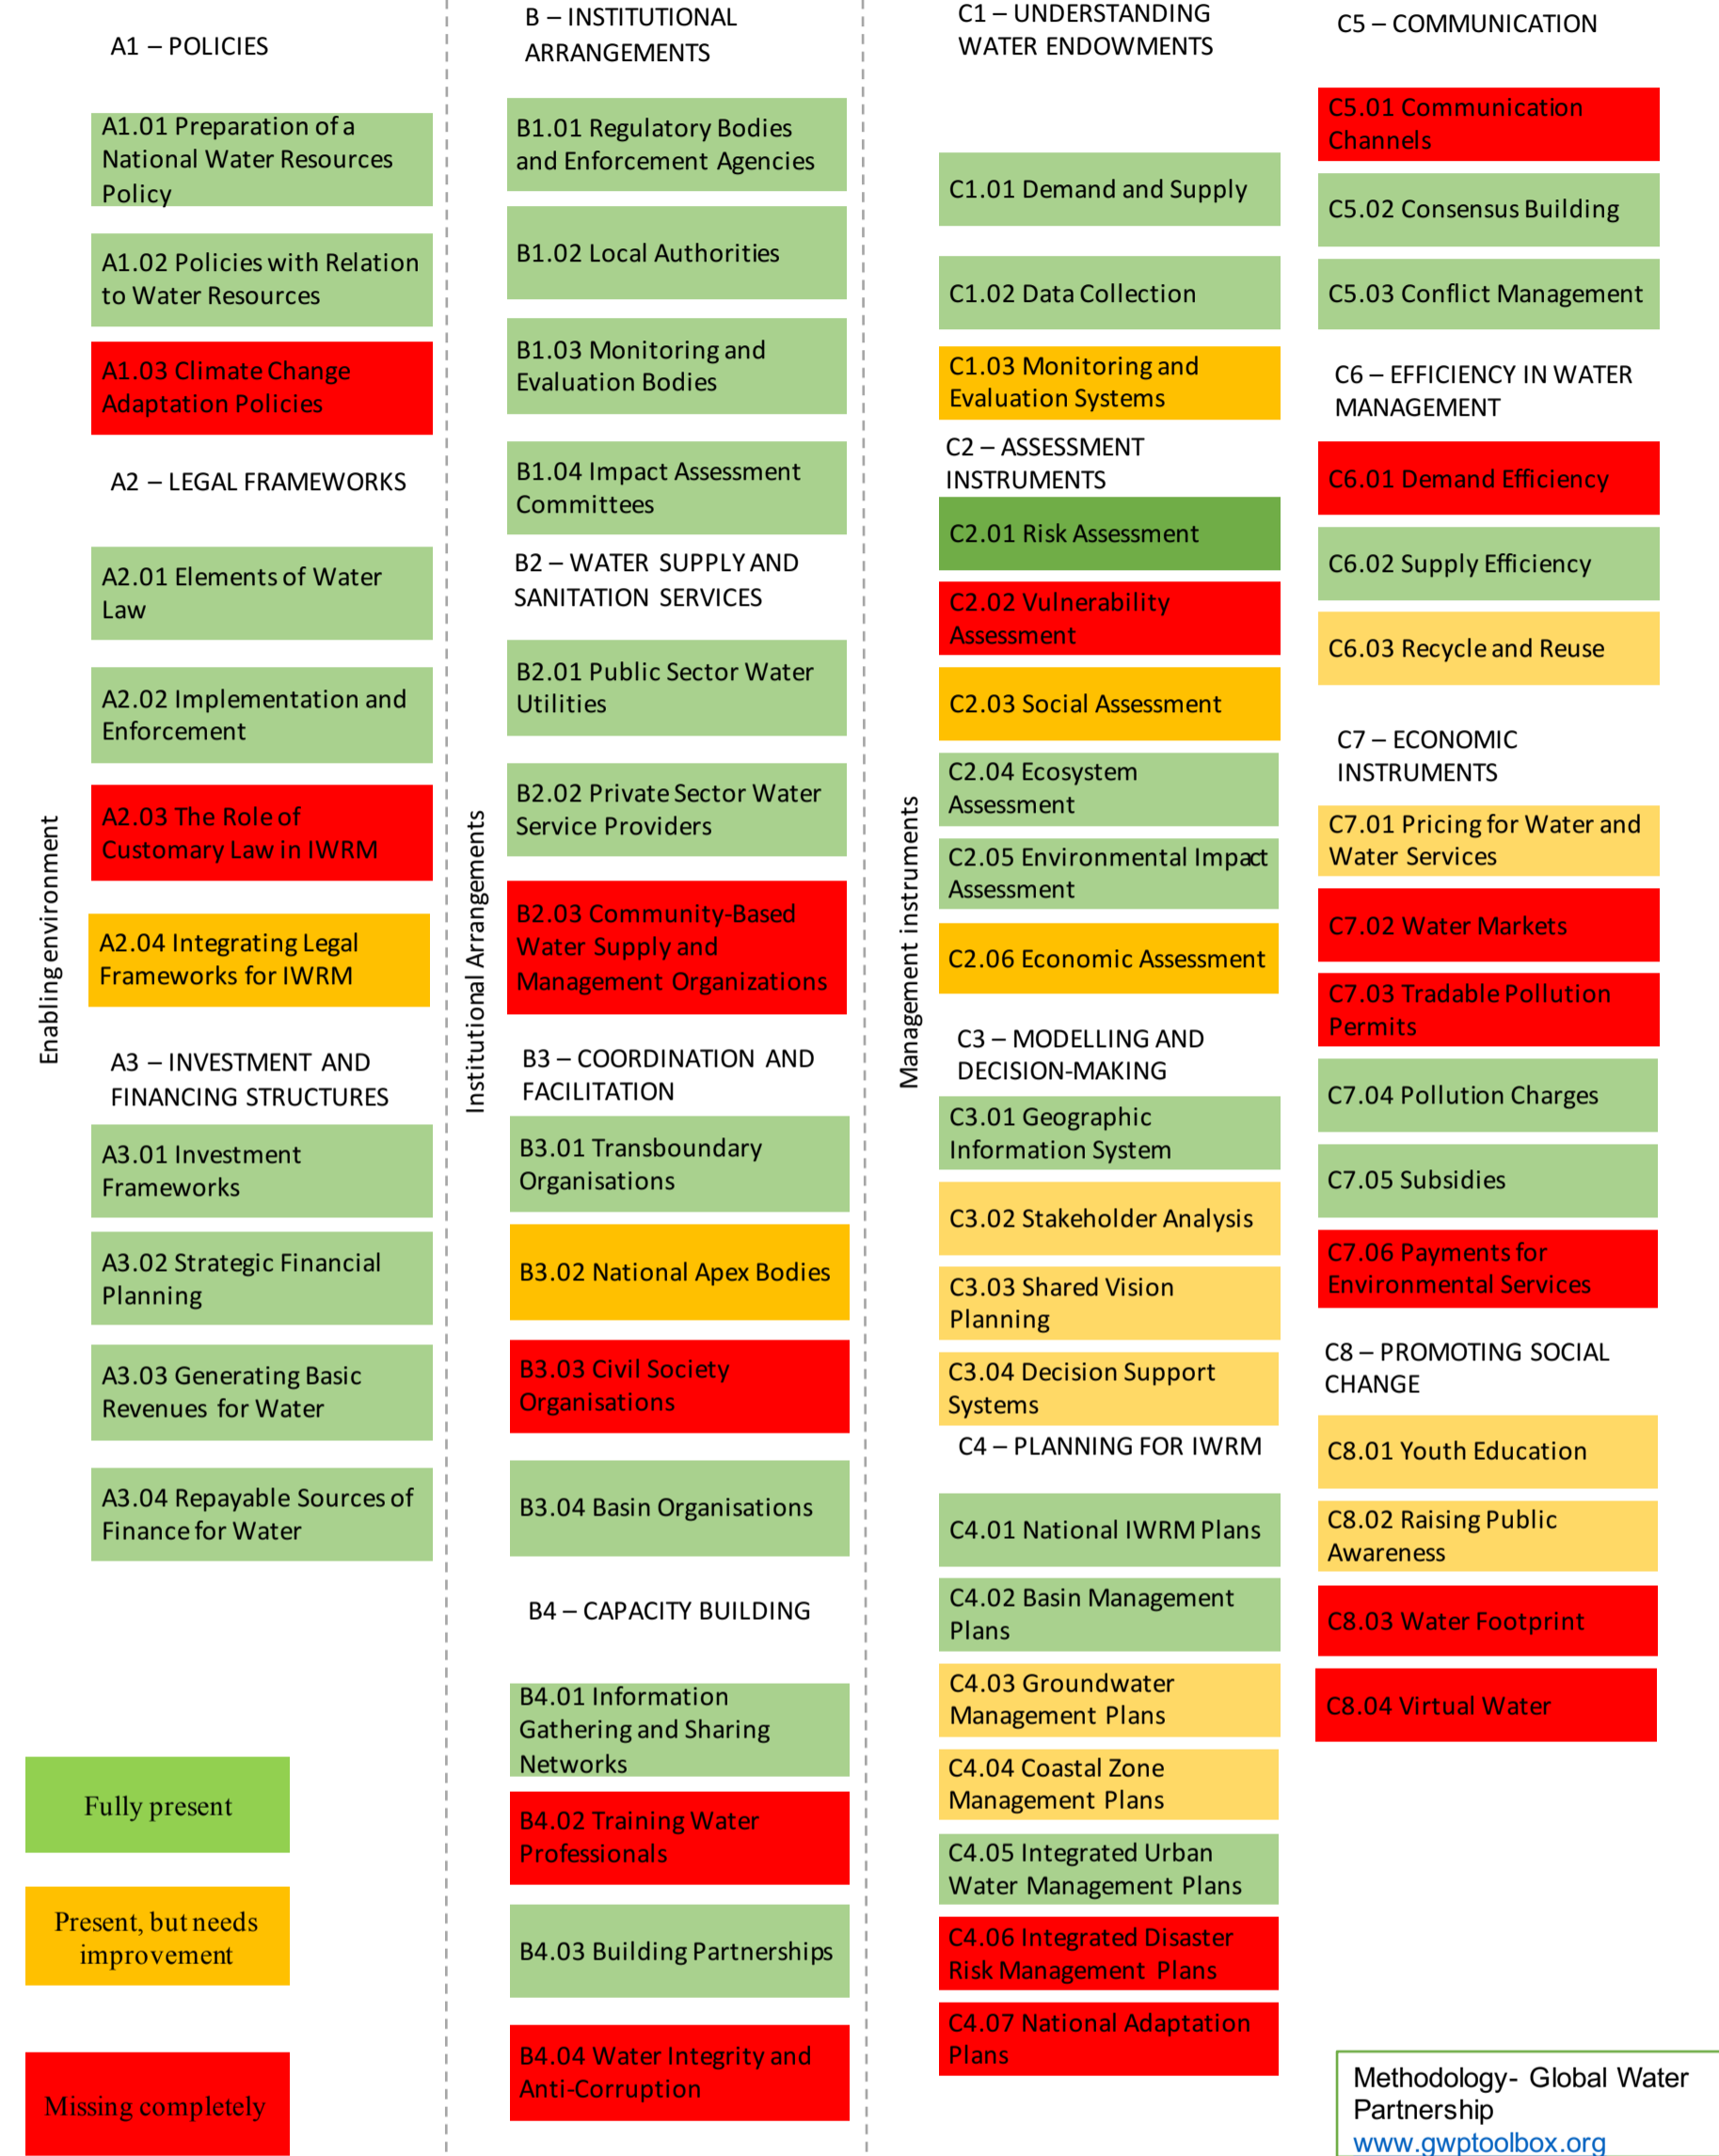 Enabling environment
A1 – POLICIES
A1.01 Preparation of a
National Water Resources
Policy
A1.02 Policies with Relation
to Water Resources
A1.03 Climate Change
Adaptation Policies
A2 – LEGAL FRAMEWORKS
A2.01 Elements of Water
Law
A2.02 Implementation and
Enforcement
A2.03 The Role of
Customary Law in IWRM
A2.04 Integrating Legal
Frameworks for IWRM
A3 – INVESTMENT AND
FINANCING STRUCTURES
A3.01 Investment
Frameworks
A3.02 Strategic Financial
Planning
A3.03 Generating Basic
Revenues for Water
A3.04 Repayable Sources of
Finance for Water
Fully present
Present, but needs
improvement
Missing completely
Institutional Arrangements
B – INSTITUTIONAL
ARRANGEMENTS
B1.01 Regulatory Bodies
and Enforcement Agencies
B1.02 Local Authorities
B1.03 Monitoring and
Evaluation Bodies
B1.04 Impact Assessment
Committees
B2 – WATER SUPPLY AND
SANITATION SERVICES
B2.01 Public Sector Water
Utilities
B2.02 Private Sector Water
Service Providers
B2.03 Community-Based
Water Supply and
Management Organizations
B3 – COORDINATION AND
FACILITATION
B3.01 Transboundary
Organisations
B3.02 National Apex Bodies
B3.03 Civil Society
Organisations
B3.04 Basin Organisations
B4 – CAPACITY BUILDING
B4.01 Information
Gathering and Sharing
Networks
B4.02 Training Water
Professionals
B4.03 Building Partnerships
B4.04 Water Integrity and
Anti-Corruption
Management instruments
C1 – UNDERSTANDING
WATER ENDOWMENTS
C1.01 Demand and Supply
C1.02 Data Collection
C1.03 Monitoring and
Evaluation Systems
C2 – ASSESSMENT
INSTRUMENTS
C2.01 Risk Assessment
C2.02 Vulnerability
Assessment
C2.03 Social Assessment
C2.04 Ecosystem
Assessment
C2.05 Environmental Impact
Assessment
C2.06 Economic Assessment
C3 – MODELLING AND
DECISION-MAKING
C3.01 Geographic
Information System
C3.02 Stakeholder Analysis
C3.03 Shared Vision
Planning
C3.04 Decision Support
Systems
C4 – PLANNING FOR IWRM
C4.01 National IWRM Plans
C4.02 Basin Management
Plans
C4.03 Groundwater
Management Plans
C4.04 Coastal Zone
Management Plans
C4.05 Integrated Urban
Water Management Plans
C4.06 Integrated Disaster
Risk Management Plans
C4.07 National Adaptation
Plans
C5 – COMMUNICATION
C5.01 Communication
Channels
C5.02 Consensus Building
C5.03 Conflict Management
C6 – EFFICIENCY IN WATER
MANAGEMENT
C6.01 Demand Efficiency
C6.02 Supply Efficiency
C6.03 Recycle and Reuse
C7 – ECONOMIC
INSTRUMENTS
C7.01 Pricing for Water and
Water Services
C7.02 Water Markets
C7.03 Tradable Pollution
Permits
C7.04 Pollution Charges
C7.05 Subsidies
C7.06 Payments for
Environmental Services
C8 – PROMOTING SOCIAL
CHANGE
C8.01 Youth Education
C8.02 Raising Public
Awareness
C8.03 Water Footprint
C8.04 Virtual Water
Methodology- Global Water
Partnership
www.gwptoolbox.org